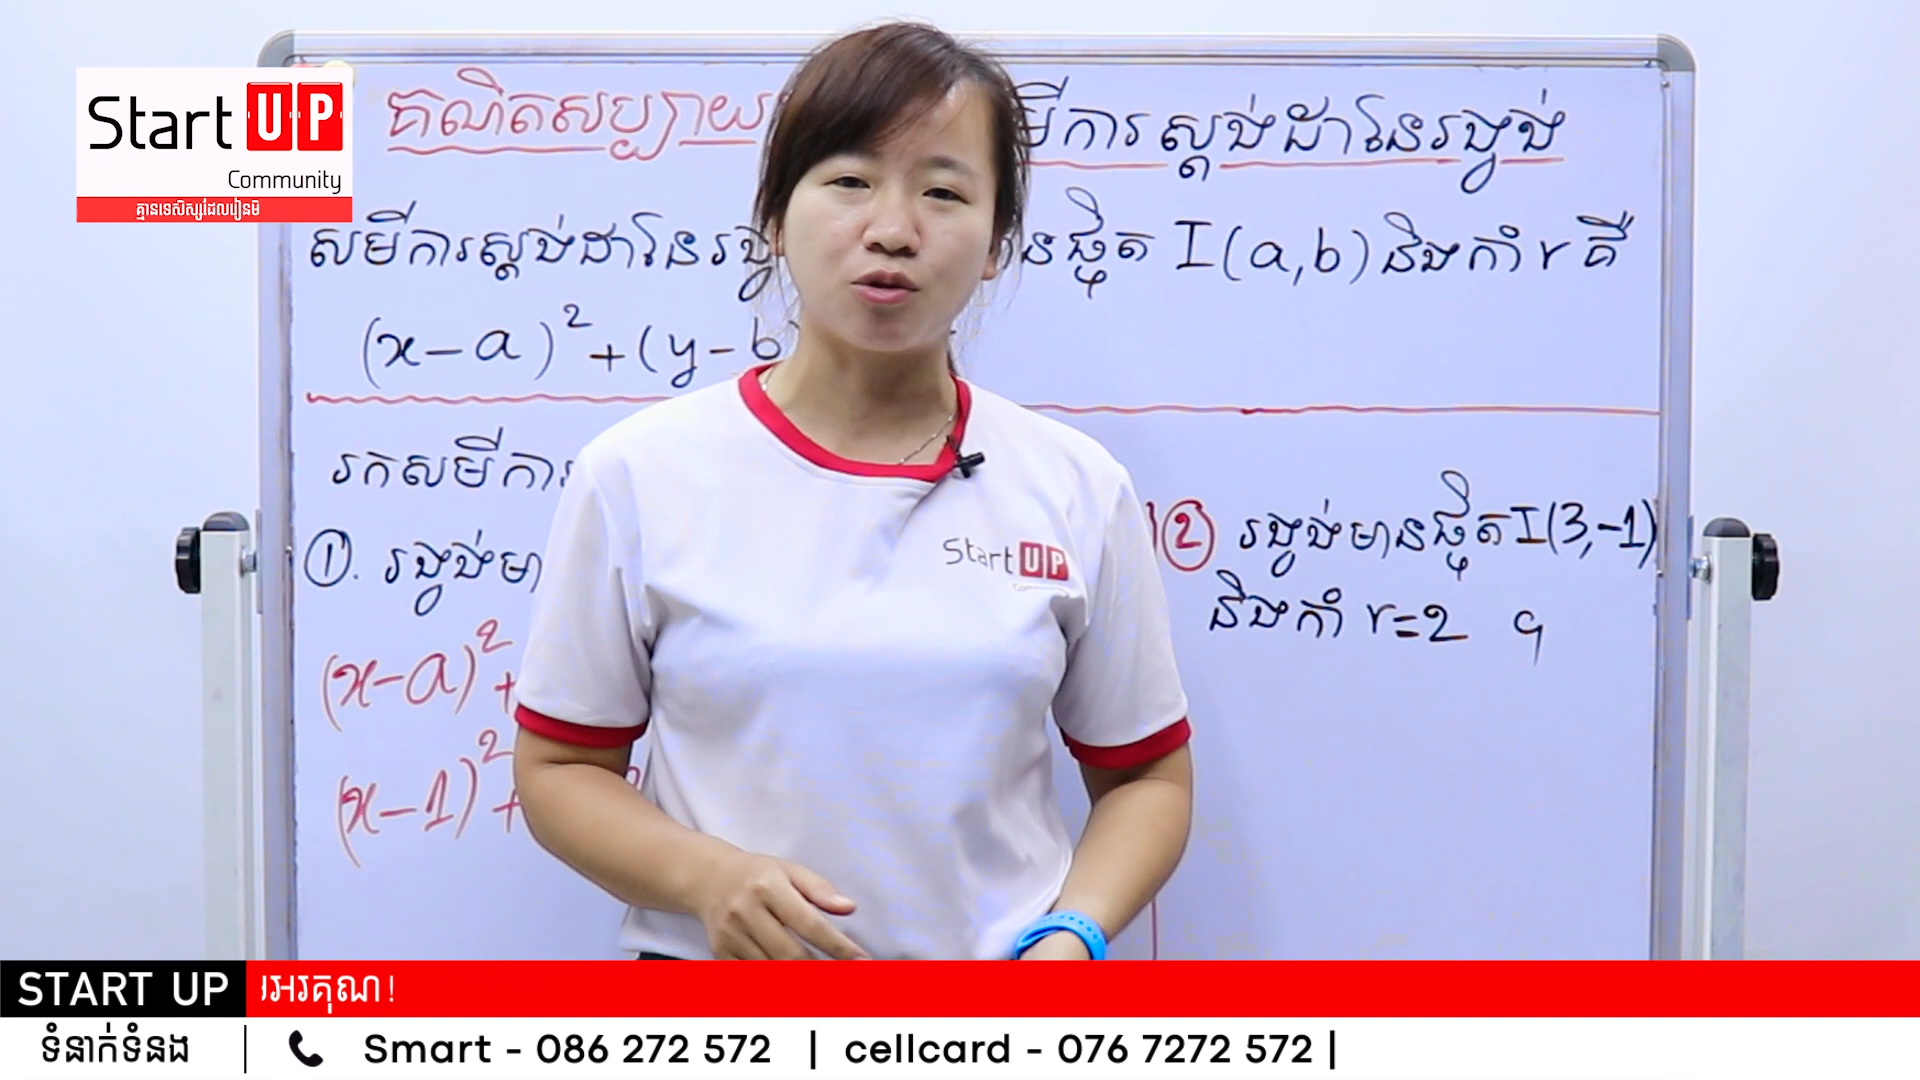 Start UP
Community
គ្មានទេសិស្សដែលរៀនមិ
គណិតសប្បាយ
មីការស្តង់ដានៃរង្វង់
សមីការស្តង់ដានៃរង្វ
នផ្ចិត I(a,b) និងកាំ r គឺ
(x-a)²+(y-b)
រកសមីការ
①. រង្វង់មា
(x-a)²+
(x-1)²+
② រង្វង់មានផ្ចិត I(3,-1)
និងកាំ r=2 ។
Start UP
START UP
រអរគុណ!
ទំនាក់ទំនង
Smart - 086 272 572 | cellcard - 076 7272 572 |